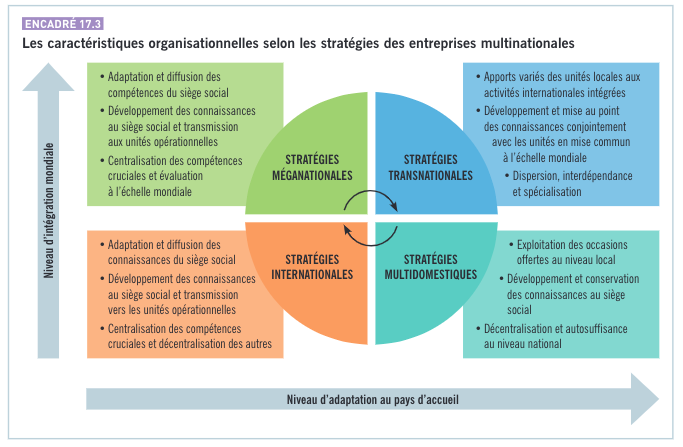 ENCADRÉ 17.3
Les caractéristiques organisationnelles selon les stratégies des entreprises multinationales
Niveau d'intégration mondiale
• Adaptation et diffusion des
compétences du siège social
• Développement des connaissances
au siège social et transmission
aux unités opérationnelles
• Centralisation des compétences
cruciales et évaluation
à l'échelle mondiale
STRATÉGIES
MÉGANATIONALES
STRATÉGIES
TRANSNATIONALES
• Apports variés des unités locales aux
activités internationales intégrées
• Développement et mise au point
des connaissances conjointement
avec les unités en mise commun
à l'échelle mondiale
• Dispersion, interdépendance
et spécialisation
• Adaptation et diffusion des
connaissances du siège social
• Développement des connaissances
au siège social et transmission
vers les unités opérationnelles
• Centralisation des compétences
cruciales et décentralisation des autres
STRATÉGIES
INTERNATIONALES
STRATÉGIES
MULTIDOMESTIQUES
• Exploitation des occasions
offertes au niveau local
• Développement et conservation
des connaissances au siège
social
• Décentralisation et autosuffisance
au niveau national
Niveau d'adaptation au pays d'accueil